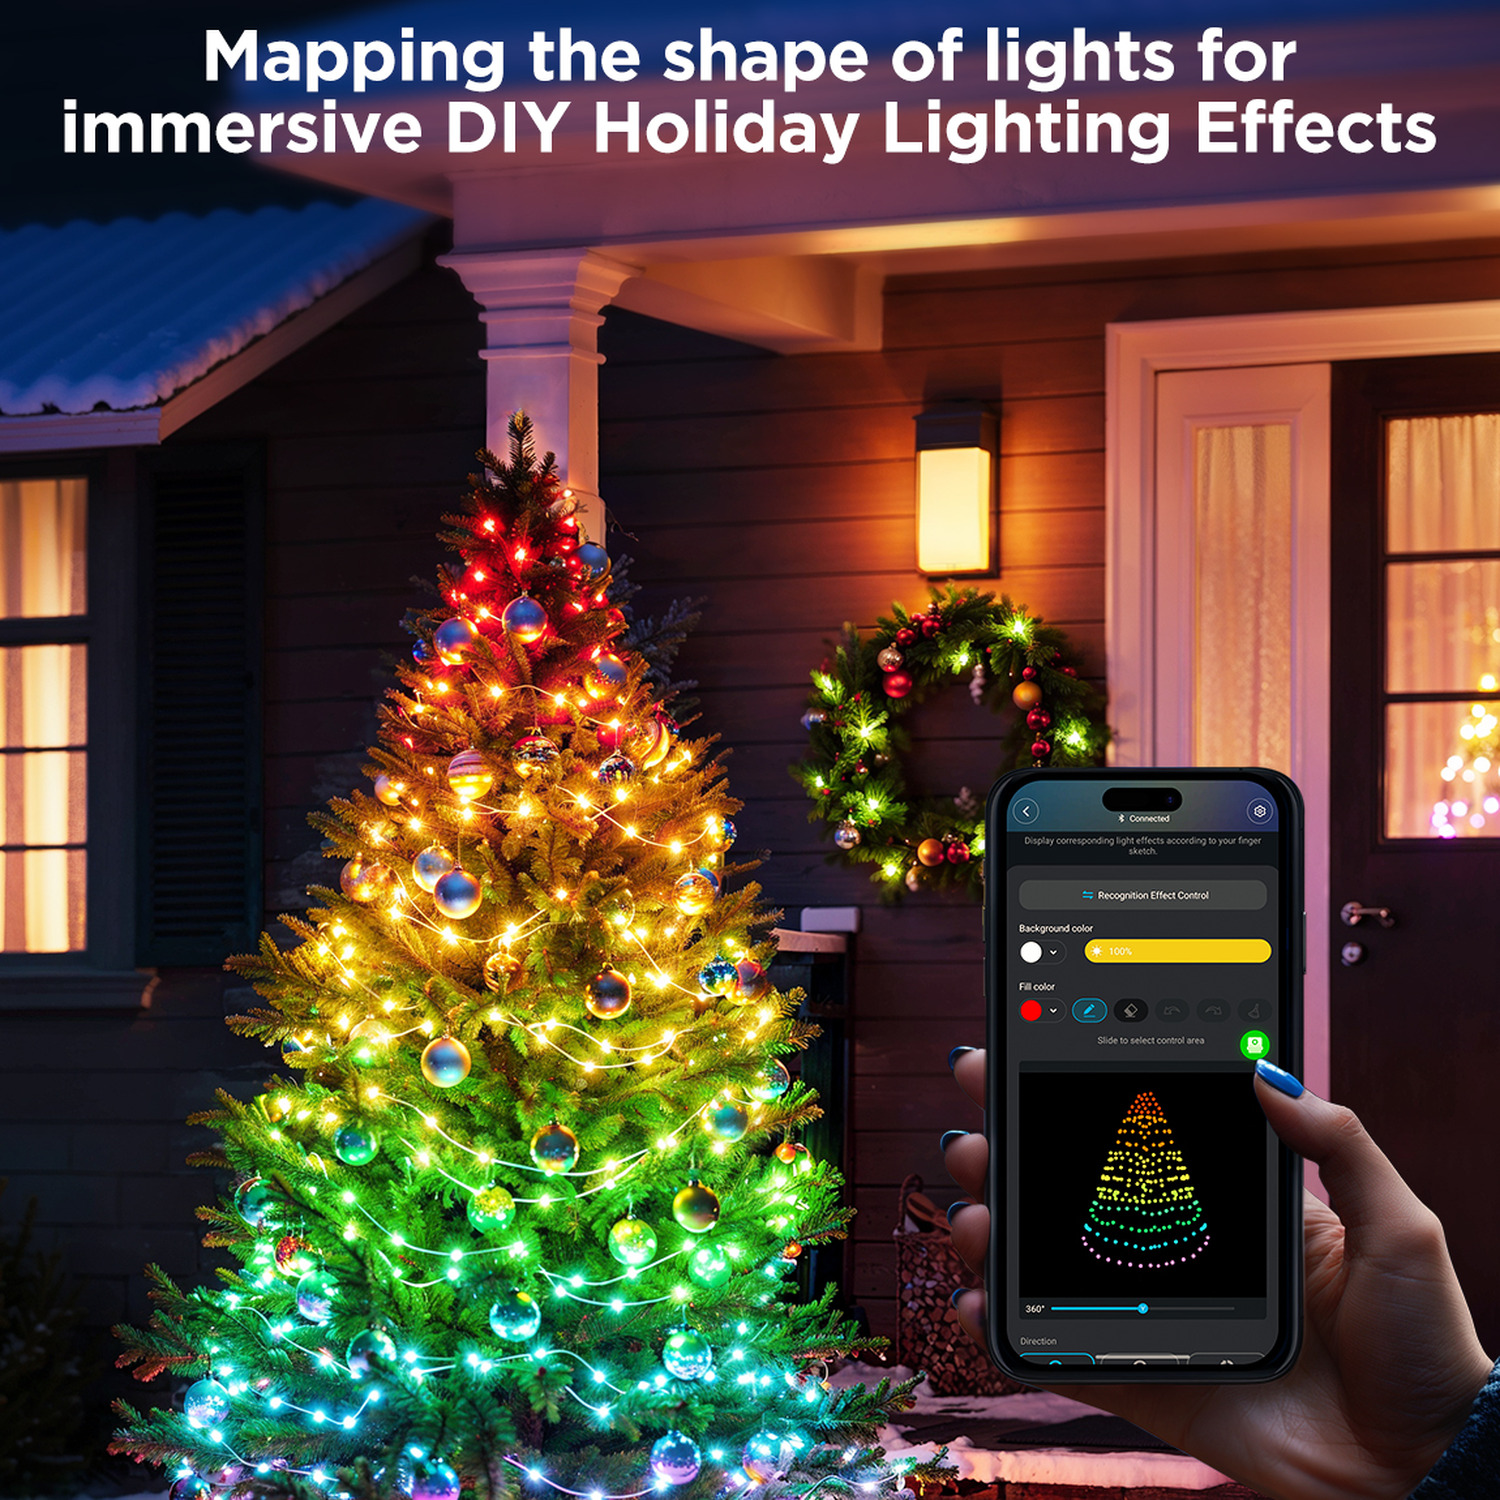 Mapping the shape of lights for
immersive DIY Holiday Lighting Effects
Connected
Display corresponding light effects according to your finger
sketch.
Recognition Effect Control
Background color
100%
Fill color
Slide to select control area
360°
Direction